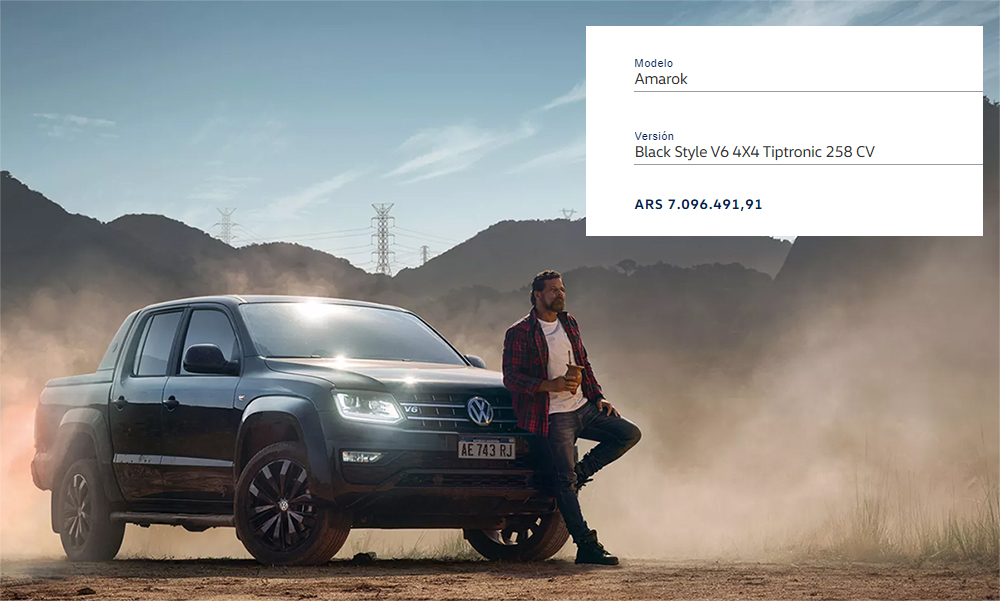 Modelo
Amarok
Versión
Black Style V6 4X4 Tiptronic 258 CV
ARS 7.096.491,91
V6
AE 743 RJ